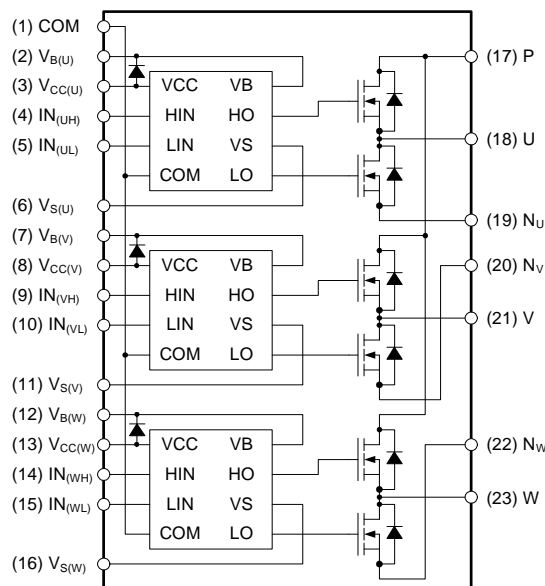 (1) COM
(2) VB(U)
(3) VCC(U)
(4) IN(UH)
(5) IN(UL)
(6) VS(U)
(7) VB(V)
(8) VCC(V)
(9) IN(VH)
(10) IN(VL)
(11) VS(V)
(12) VB(W)
(13) VCC(W)
(14) IN(WH)
(15) IN(WL)
(16) VS(W)
VCC VB
HIN HO
LIN VS
COM LO
VCC VB
HIN HO
LIN VS
COM LO
VCC VB
HIN HO
LIN VS
COM LO
(17) P
(18) U
(19) NU
(20) NV
(21) V
(22) NW
(23) W